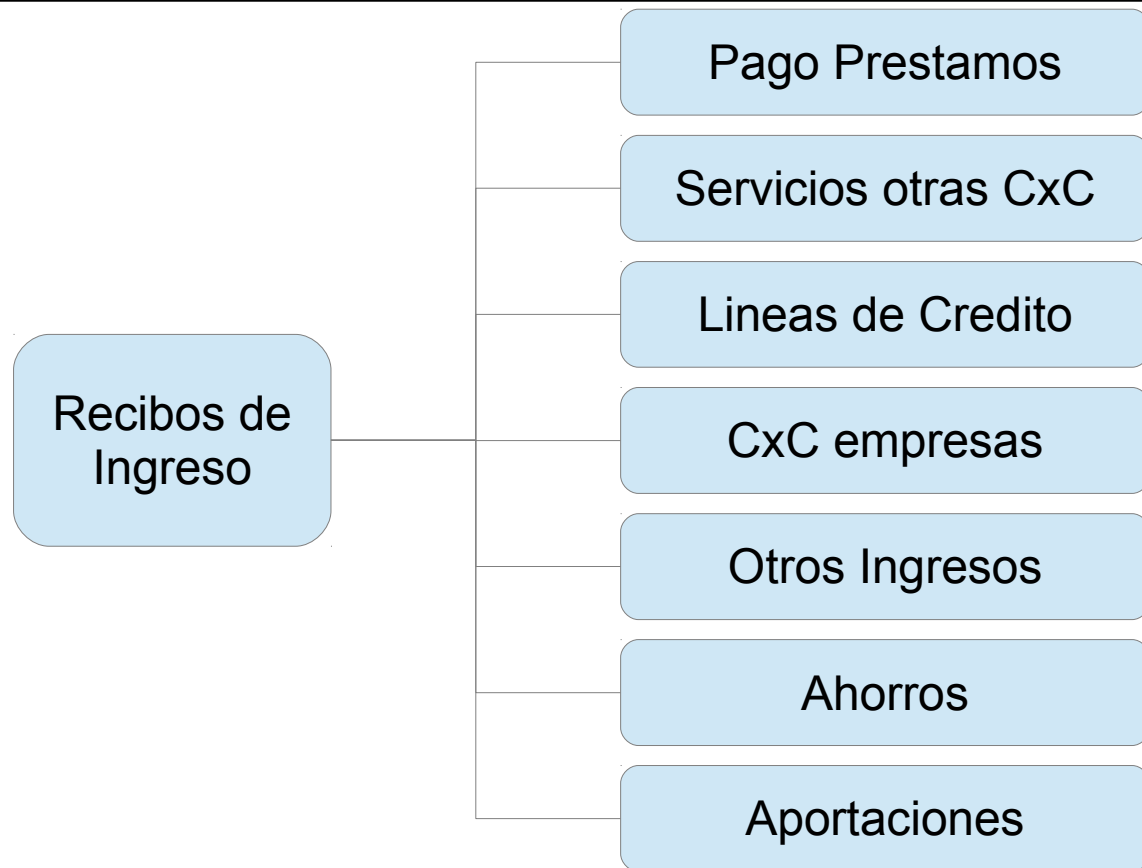 Pago Prestamos
Servicios otras CxC
Lineas de Credito
Recibos de
Ingreso
CxC empresas
Otros Ingresos
Ahorros
Aportaciones